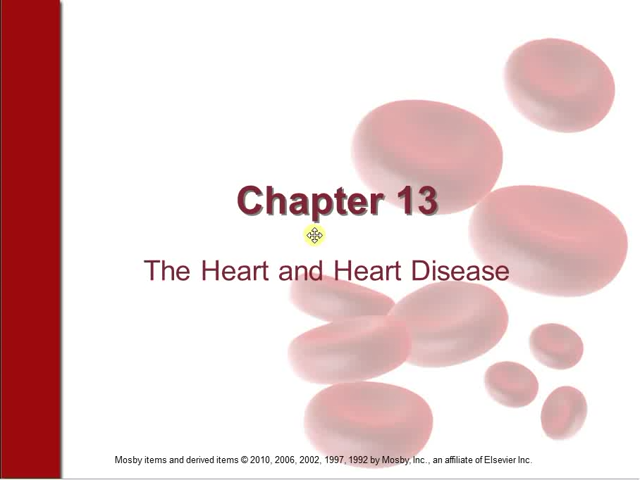 Chapter 13
The Heart and Heart Disease
Mosby items and derived items © 2010, 2006, 2002, 1997, 1992 by Mosby, Inc., an affiliate of Elsevier Inc.